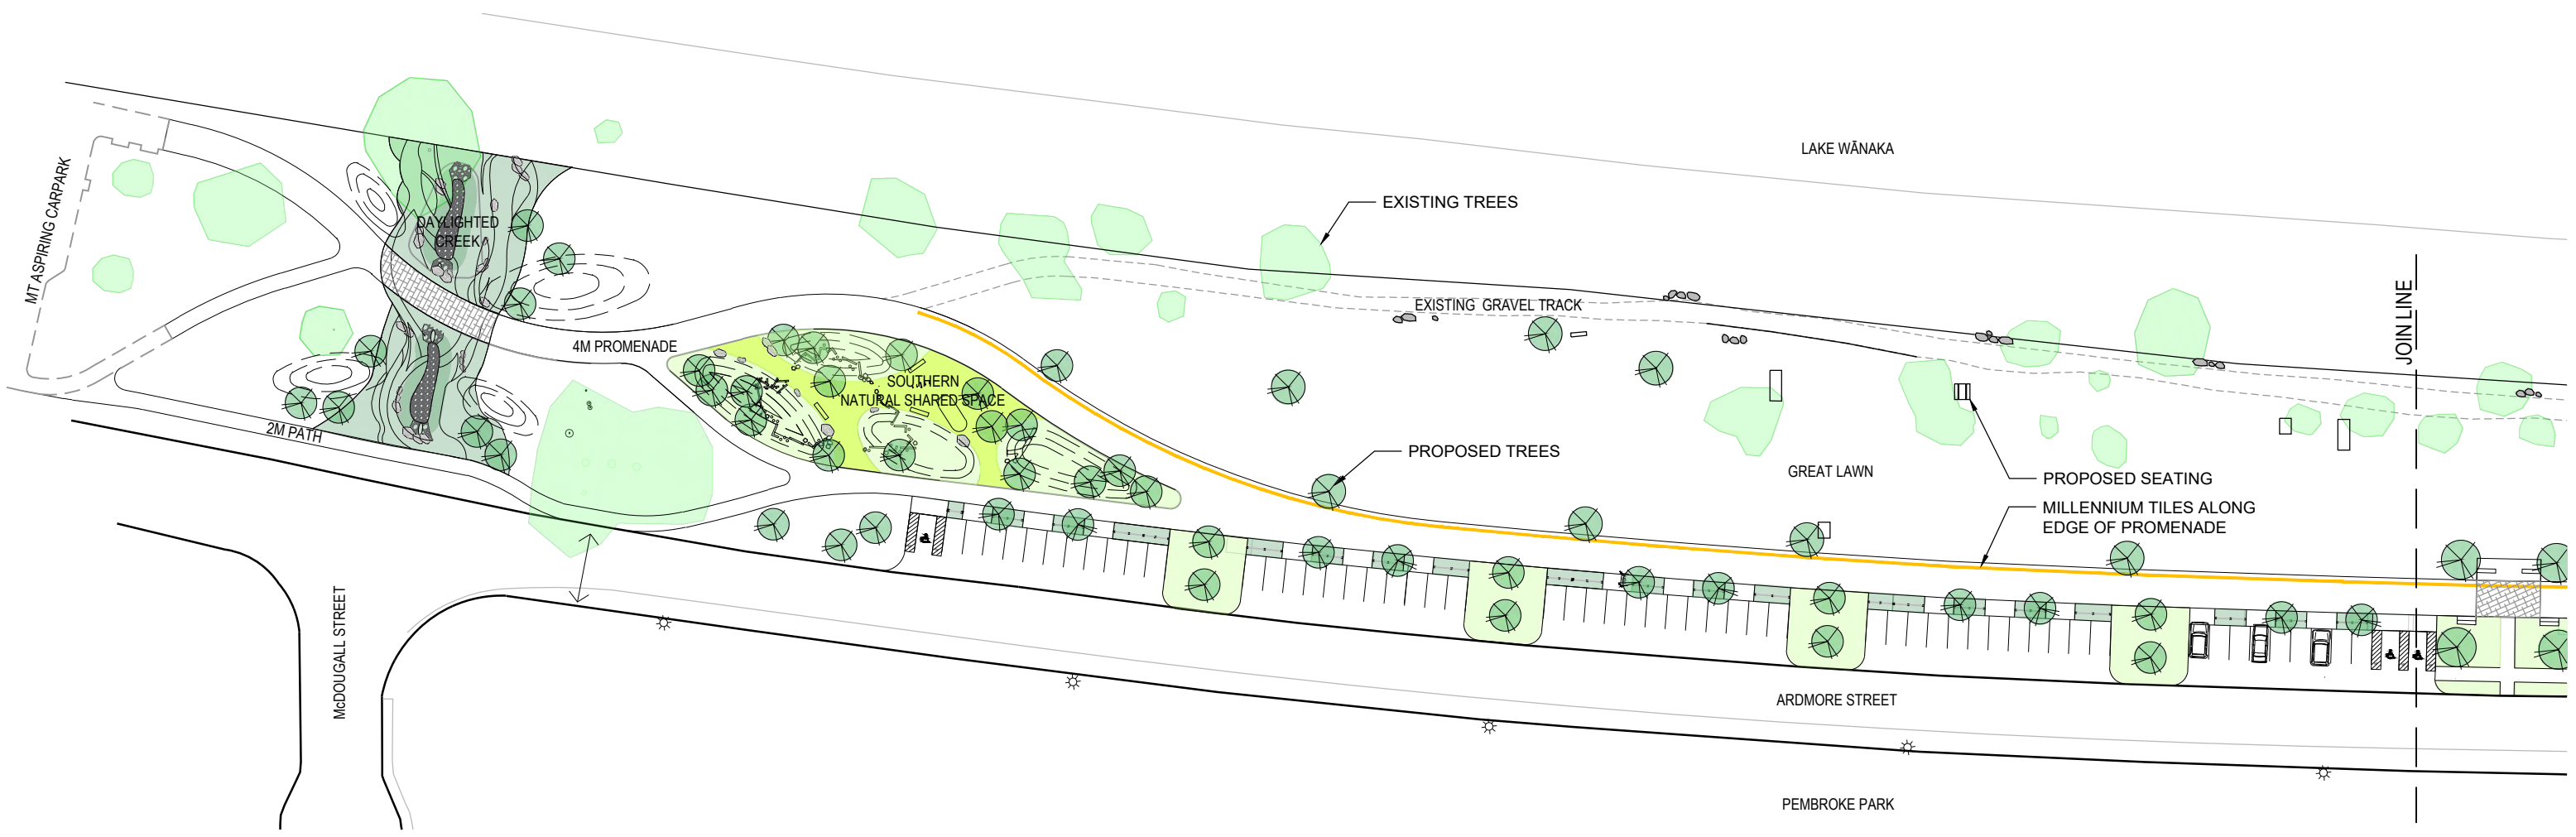 LAKE WĀNAKA
MT ASPIRING CARPARK
EXISTING TREES
DAYLIGHTED
CREEK
EXISTING GRAVEL TRACK
JOIN LINE
4M PROMENADE
SOUTHERN
NATURAL SHARED SPACE
2M PATH
PROPOSED TREES
GREAT LAWN
PROPOSED SEATING
MILLENNIUM TILES ALONG
EDGE OF PROMENADE
McDOUGALL STREET
ARDMORE STREET
PEMBROKE PARK